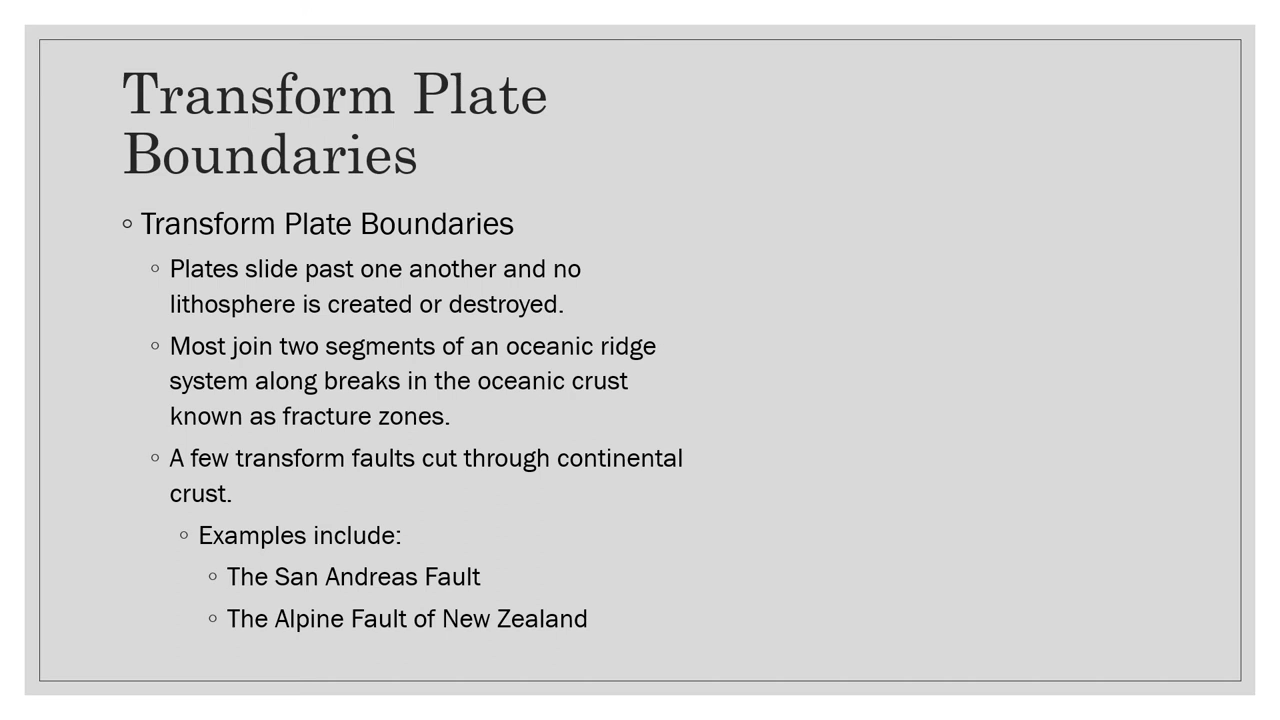 Transform Plate
Boundaries
◦ Transform Plate Boundaries
◦ Plates slide past one another and no
lithosphere is created or destroyed.
◦ Most join two segments of an oceanic ridge
system along breaks in the oceanic crust
known as fracture zones.
◦ A few transform faults cut through continental
crust.
◦ Examples include:
◦ The San Andreas Fault
◦ The Alpine Fault of New Zealand